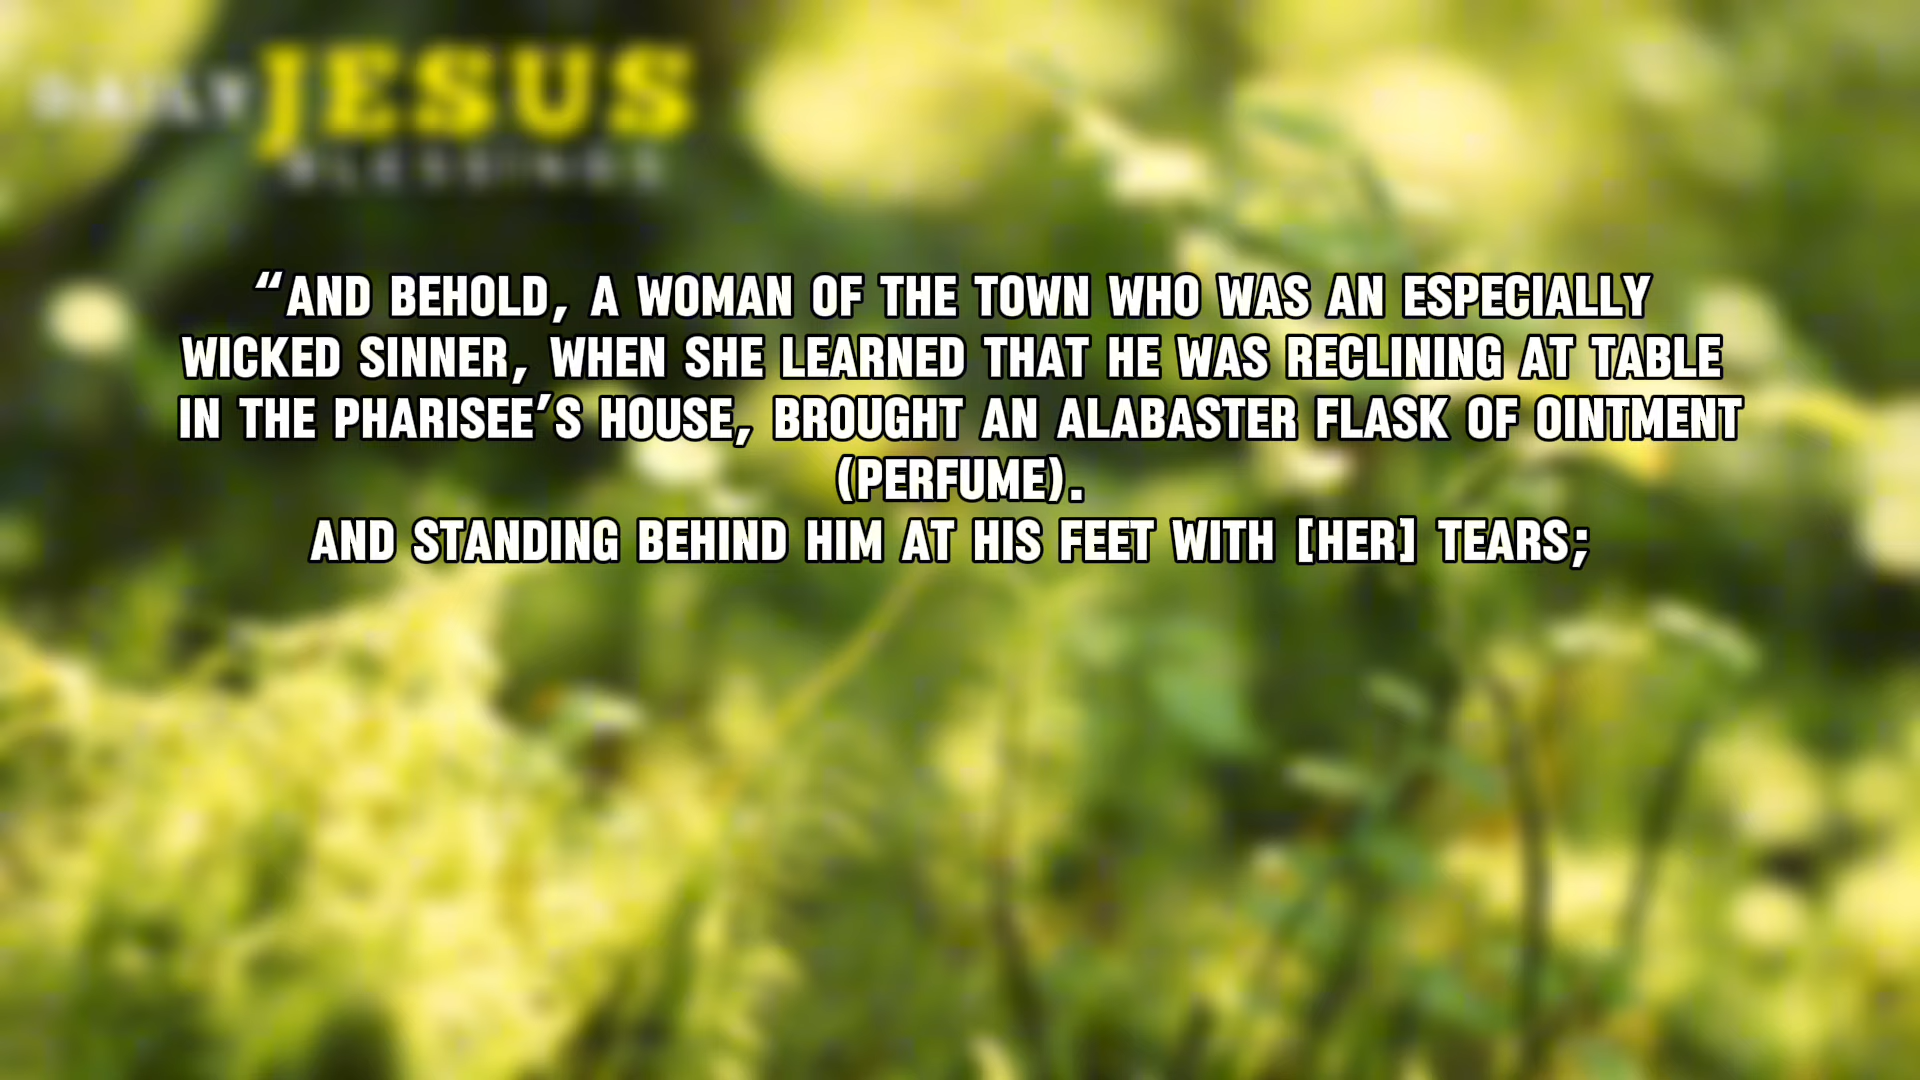 DAILY JESUS
BLESSINGS
“AND BEHOLD, A WOMAN OF THE TOWN WHO WAS AN ESPECIALLY
WICKED SINNER, WHEN SHE LEARNED THAT HE WAS RECLINING AT TABLE
IN THE PHARISEE’S HOUSE, BROUGHT AN ALABASTER FLASK OF OINTMENT
(PERFUME).
AND STANDING BEHIND HIM AT HIS FEET WITH [HER] TEARS;